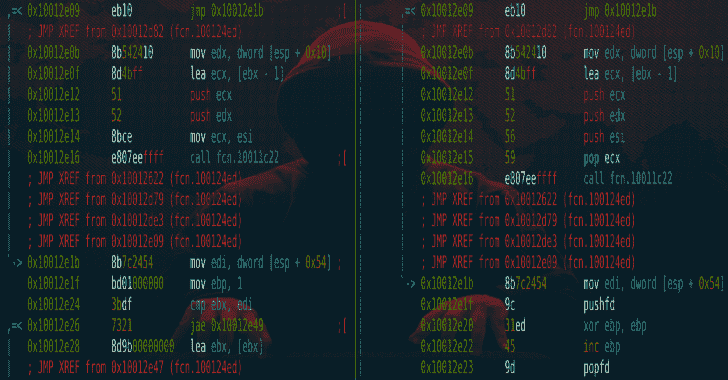 ,=< 0x10012e09 eb10 jmp 0x10012e1b ;[
| ; JMP XREF from 0x10012d82 (fcn.100124ed)
| 0x10012e0b 8b542410 mov edx, dword [esp + 0x10]
| 0x10012e0f 8d4bff lea ecx, [ebx - 1]
| 0x10012e12 51 push ecx
| 0x10012e13 52 push edx
| 0x10012e14 8bce mov ecx, esi
| 0x10012e16 e807eeffff call fcn.10011c22 ;[
| ; JMP XREF from 0x10012622 (fcn.100124ed)
| ; JMP XREF from 0x10012d79 (fcn.100124ed)
| ; JMP XREF from 0x10012de3 (fcn.100124ed)
| ; JMP XREF from 0x10012e09 (fcn.100124ed)
`-> 0x10012e1b 8b7c2454 mov edi, dword [esp + 0x54] ;
| 0x10012e1f bd01000000 mov ebp, 1
| 0x10012e24 3bdf cmp ebx, edi
,=< 0x10012e26 7321 jae 0x10012e49 ;[
| 0x10012e28 8d9b00000000 lea ebx, [ebx]
| ; JMP XREF from 0x10012e47 (fcn.100124ed)
,=< 0x10012e09 eb10 jmp 0x10012e1b
| ; JMP XREF from 0x10012d82 (fcn.100124ed)
| 0x10012e0b 8b542410 mov edx, dword [esp + 0x10]
| 0x10012e0f 8d4bff lea ecx, [ebx - 1]
| 0x10012e12 51 push ecx
| 0x10012e13 52 push edx
| 0x10012e14 56 push esi
| 0x10012e15 59 pop ecx
| 0x10012e16 e807eeffff call fcn.10011c22
| ; JMP XREF from 0x10012622 (fcn.100124ed)
| ; JMP XREF from 0x10012d79 (fcn.100124ed)
| ; JMP XREF from 0x10012de3 (fcn.100124ed)
| ; JMP XREF from 0x10012e09 (fcn.100124ed)
`-> 0x10012e1b 8b7c2454 mov edi, dword [esp + 0x54]
| 0x10012e1f 9c pushfd
| 0x10012e20 31ed xor ebp, ebp
| 0x10012e22 45 inc ebp
| 0x10012e23 9d popfd